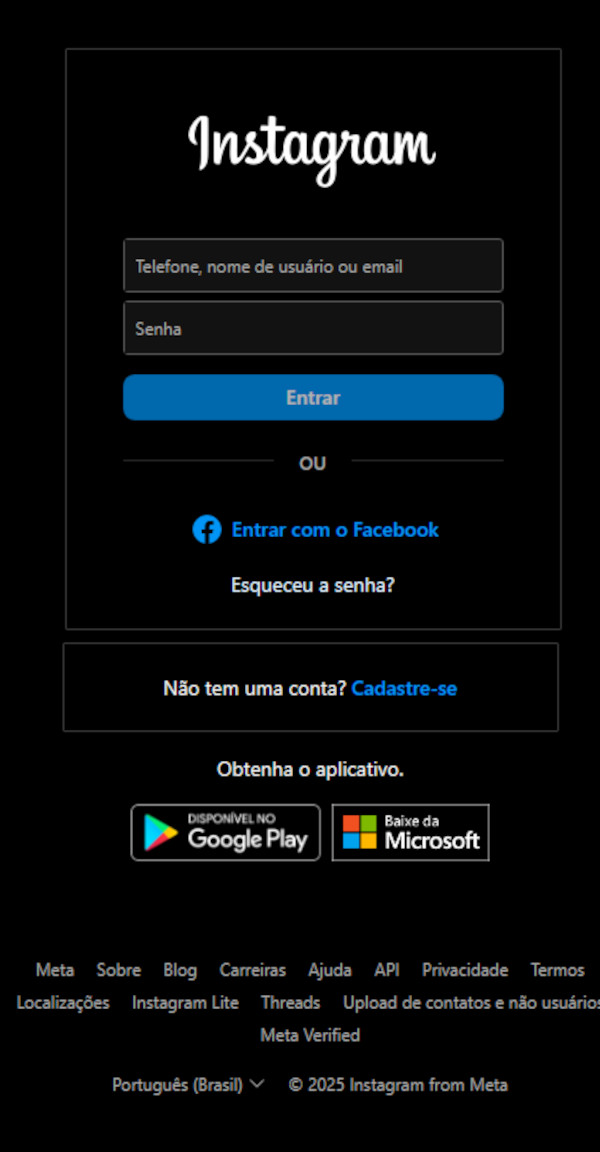 Instagram
Telefone, nome de usuário ou email
Senha
Entrar
OU
Entrar com o Facebook
Esqueceu a senha?
Não tem uma conta? Cadastre-se
Obtenha o aplicativo.
DISPONÍVEL NO
Google Play
Baixe da
Microsoft
Meta Sobre Blog Carreiras Ajuda API Privacidade Termos
Localizações Instagram Lite Threads Upload de contatos e não usuários
Meta Verified
Português (Brasil) © 2025 Instagram from Meta